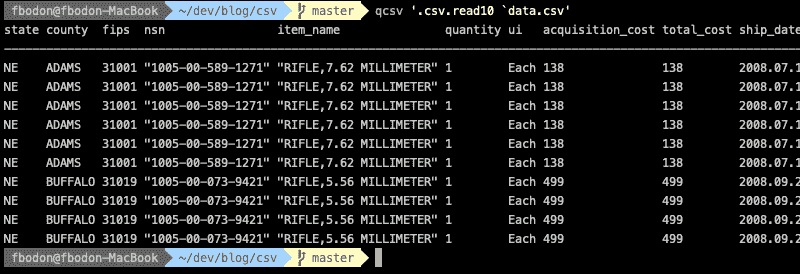 fbodon@fbodon-MacBook ~/dev/blog/csv master qcsv '.csv.read10 `data.csv'
state county fips nsn item_name quantity ui acquisition_cost total_cost ship_date
NE ADAMS 31001 "1005-00-589-1271" "RIFLE,7.62 MILLIMETER" 1 Each 138 138 2008.07.1
NE ADAMS 31001 "1005-00-589-1271" "RIFLE,7.62 MILLIMETER" 1 Each 138 138 2008.07.1
NE ADAMS 31001 "1005-00-589-1271" "RIFLE,7.62 MILLIMETER" 1 Each 138 138 2008.07.1
NE ADAMS 31001 "1005-00-589-1271" "RIFLE,7.62 MILLIMETER" 1 Each 138 138 2008.07.1
NE ADAMS 31001 "1005-00-589-1271" "RIFLE,7.62 MILLIMETER" 1 Each 138 138 2008.07.1
NE ADAMS 31001 "1005-00-589-1271" "RIFLE,7.62 MILLIMETER" 1 Each 138 138 2008.07.1
NE BUFFALO 31019 "1005-00-073-9421" "RIFLE,5.56 MILLIMETER" 1 Each 499 499 2008.09.2
NE BUFFALO 31019 "1005-00-073-9421" "RIFLE,5.56 MILLIMETER" 1 Each 499 499 2008.09.2
NE BUFFALO 31019 "1005-00-073-9421" "RIFLE,5.56 MILLIMETER" 1 Each 499 499 2008.09.2
NE BUFFALO 31019 "1005-00-073-9421" "RIFLE,5.56 MILLIMETER" 1 Each 499 499 2008.09.2
fbodon@fbodon-MacBook ~/dev/blog/csv master